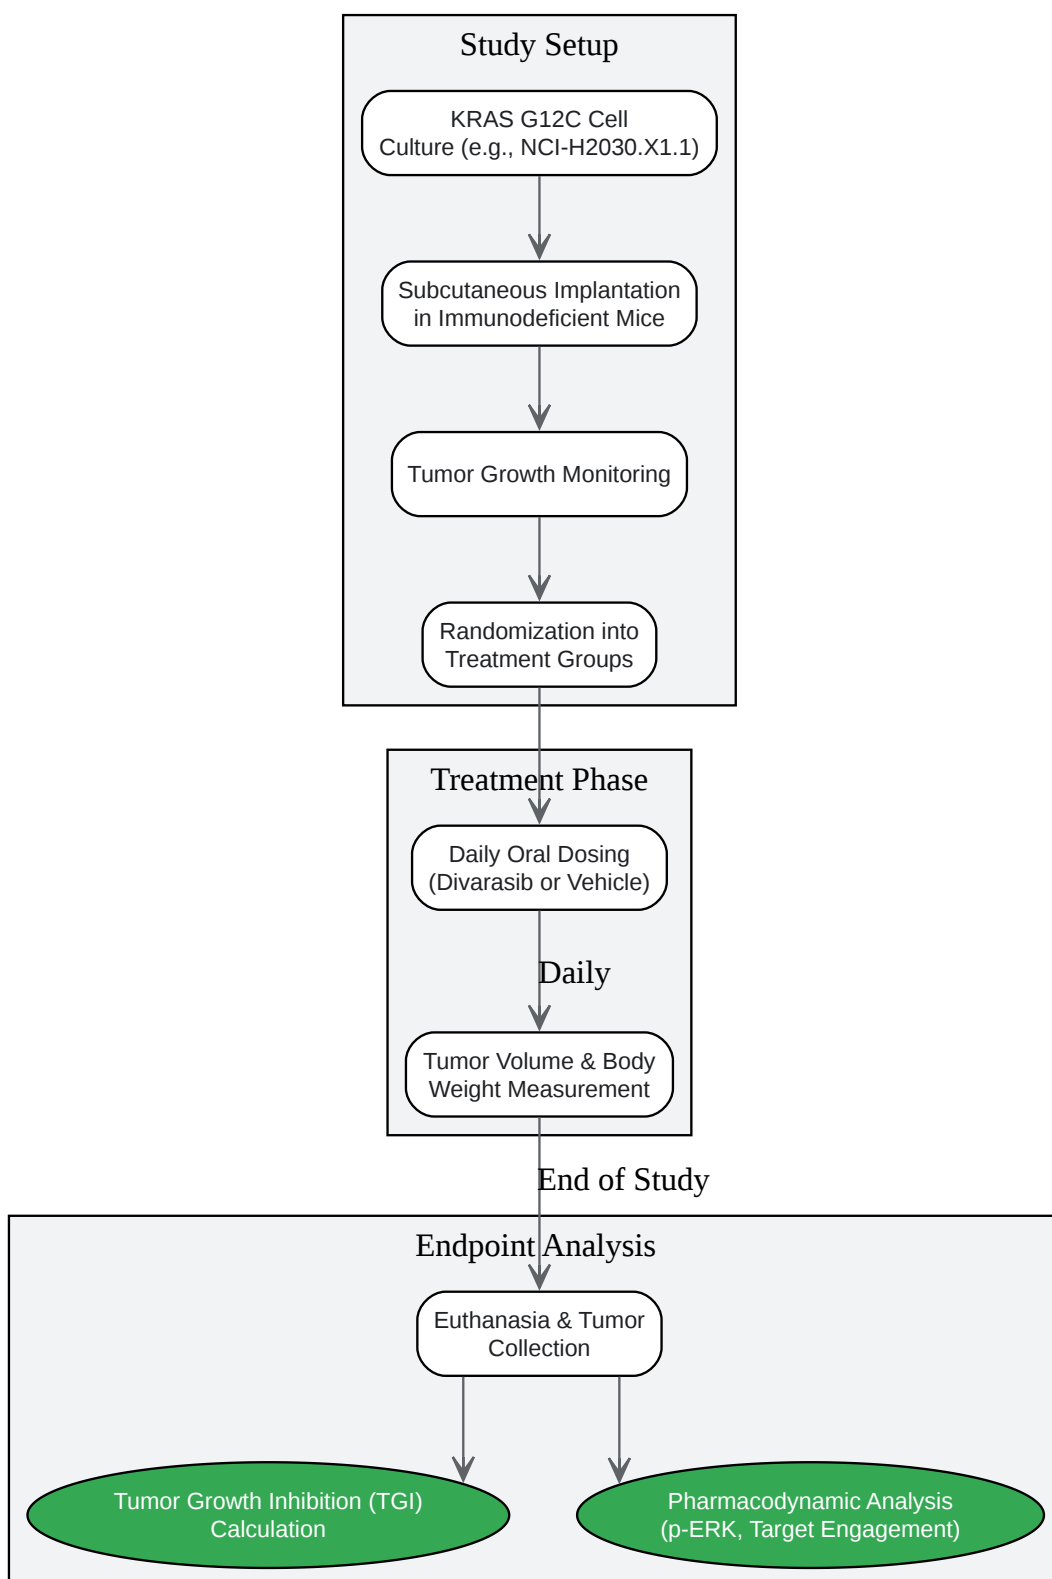 Study Setup
KRAS G12C Cell
Culture (e.g., NCI-H2030.X1.1)
Subcutaneous Implantation
in Immunodeficient Mice
Tumor Growth Monitoring
Randomization into
Treatment Groups
Treatment Phase
Daily Oral Dosing
(Divarasib or Vehicle)
Daily
Tumor Volume & Body
Weight Measurement
End of Study
Endpoint Analysis
Euthanasia & Tumor
Collection
Tumor Growth Inhibition (TGI)
Calculation
Pharmacodynamic Analysis
(p-ERK, Target Engagement)